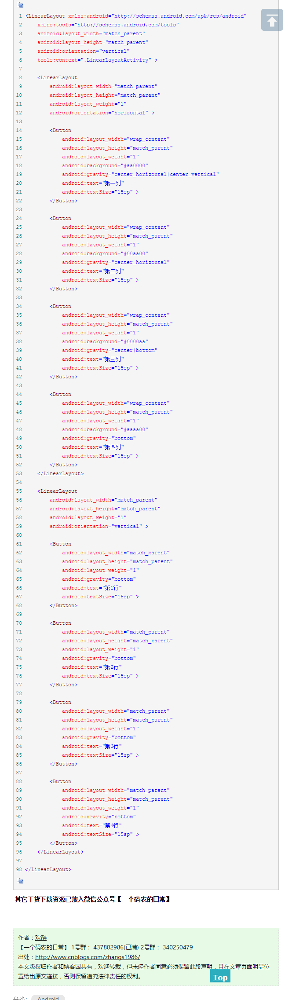 1 <LinearLayout xmlns:android="http://schemas.android.com/apk/res/android"
2     xmlns:tools="http://schemas.android.com/tools"
3     android:layout_width="match_parent"
4     android:layout_height="match_parent"
5     android:orientation="vertical"
6     tools:context=".LinearLayoutActivity" >
7
8     <LinearLayout
9         android:layout_width="match_parent"
10         android:layout_height="match_parent"
11         android:layout_weight="1"
12         android:orientation="horizontal" >
13
14         <Button
15             android:layout_width="wrap_content"
16             android:layout_height="match_parent"
17             android:layout_weight="1"
18             android:background="#aa0000"
19             android:gravity="center_horizontal|center_vertical"
20             android:text="第一列"
21             android:textSize="15sp" >
22         </Button>
23
24         <Button
25             android:layout_width="wrap_content"
26             android:layout_height="match_parent"
27             android:layout_weight="1"
28             android:background="#00aa00"
29             android:gravity="center_horizontal"
30             android:text="第二列"
31             android:textSize="15sp" >
32         </Button>
33
34         <Button
35             android:layout_width="wrap_content"
36             android:layout_height="match_parent"
37             android:layout_weight="1"
38             android:background="#0000aa"
39             android:gravity="center|bottom"
40             android:text="第三列"
41             android:textSize="15sp" >
42         </Button>
43
44         <Button
45             android:layout_width="wrap_content"
46             android:layout_height="match_parent"
47             android:layout_weight="1"
48             android:background="#aaaa00"
49             android:gravity="bottom"
50             android:text="第四列"
51             android:textSize="15sp" >
52         </Button>
53     </LinearLayout>
54
55     <LinearLayout
56         android:layout_width="match_parent"
57         android:layout_height="match_parent"
58         android:layout_weight="1"
59         android:orientation="vertical" >
60
61         <Button
62             android:layout_width="match_parent"
63             android:layout_height="match_parent"
64             android:layout_weight="1"
65             android:gravity="bottom"
66             android:text="第1行"
67             android:textSize="15sp" >
68         </Button>
69
70         <Button
71             android:layout_width="match_parent"
72             android:layout_height="match_parent"
73             android:layout_weight="1"
74             android:gravity="bottom"
75             android:text="第2行"
76             android:textSize="15sp" >
77         </Button>
78
79         <Button
80             android:layout_width="match_parent"
81             android:layout_height="match_parent"
82             android:layout_weight="1"
83             android:gravity="bottom"
84             android:text="第3行"
85             android:textSize="15sp" >
86         </Button>
87
88         <Button
89             android:layout_width="match_parent"
90             android:layout_height="match_parent"
91             android:layout_weight="1"
92             android:gravity="bottom"
93             android:text="第4行"
94             android:textSize="15sp" >
95         </Button>
96     </LinearLayout>
97
98 </LinearLayout>
其它干货下载资源已放入微信公众号【一个码农的日常】
作者：欢醉
【一个码农的日常】 1号群： 437802986(已满) 2号群： 340250479
出处：http://www.cnblogs.com/zhangs1986/
本文版权归作者和博客园共有，欢迎转载，但未经作者同意必须保留此段声明，且在文章页面明显位
置给出原文连接，否则保留追究法律责任的权利。
Top
分类: Android